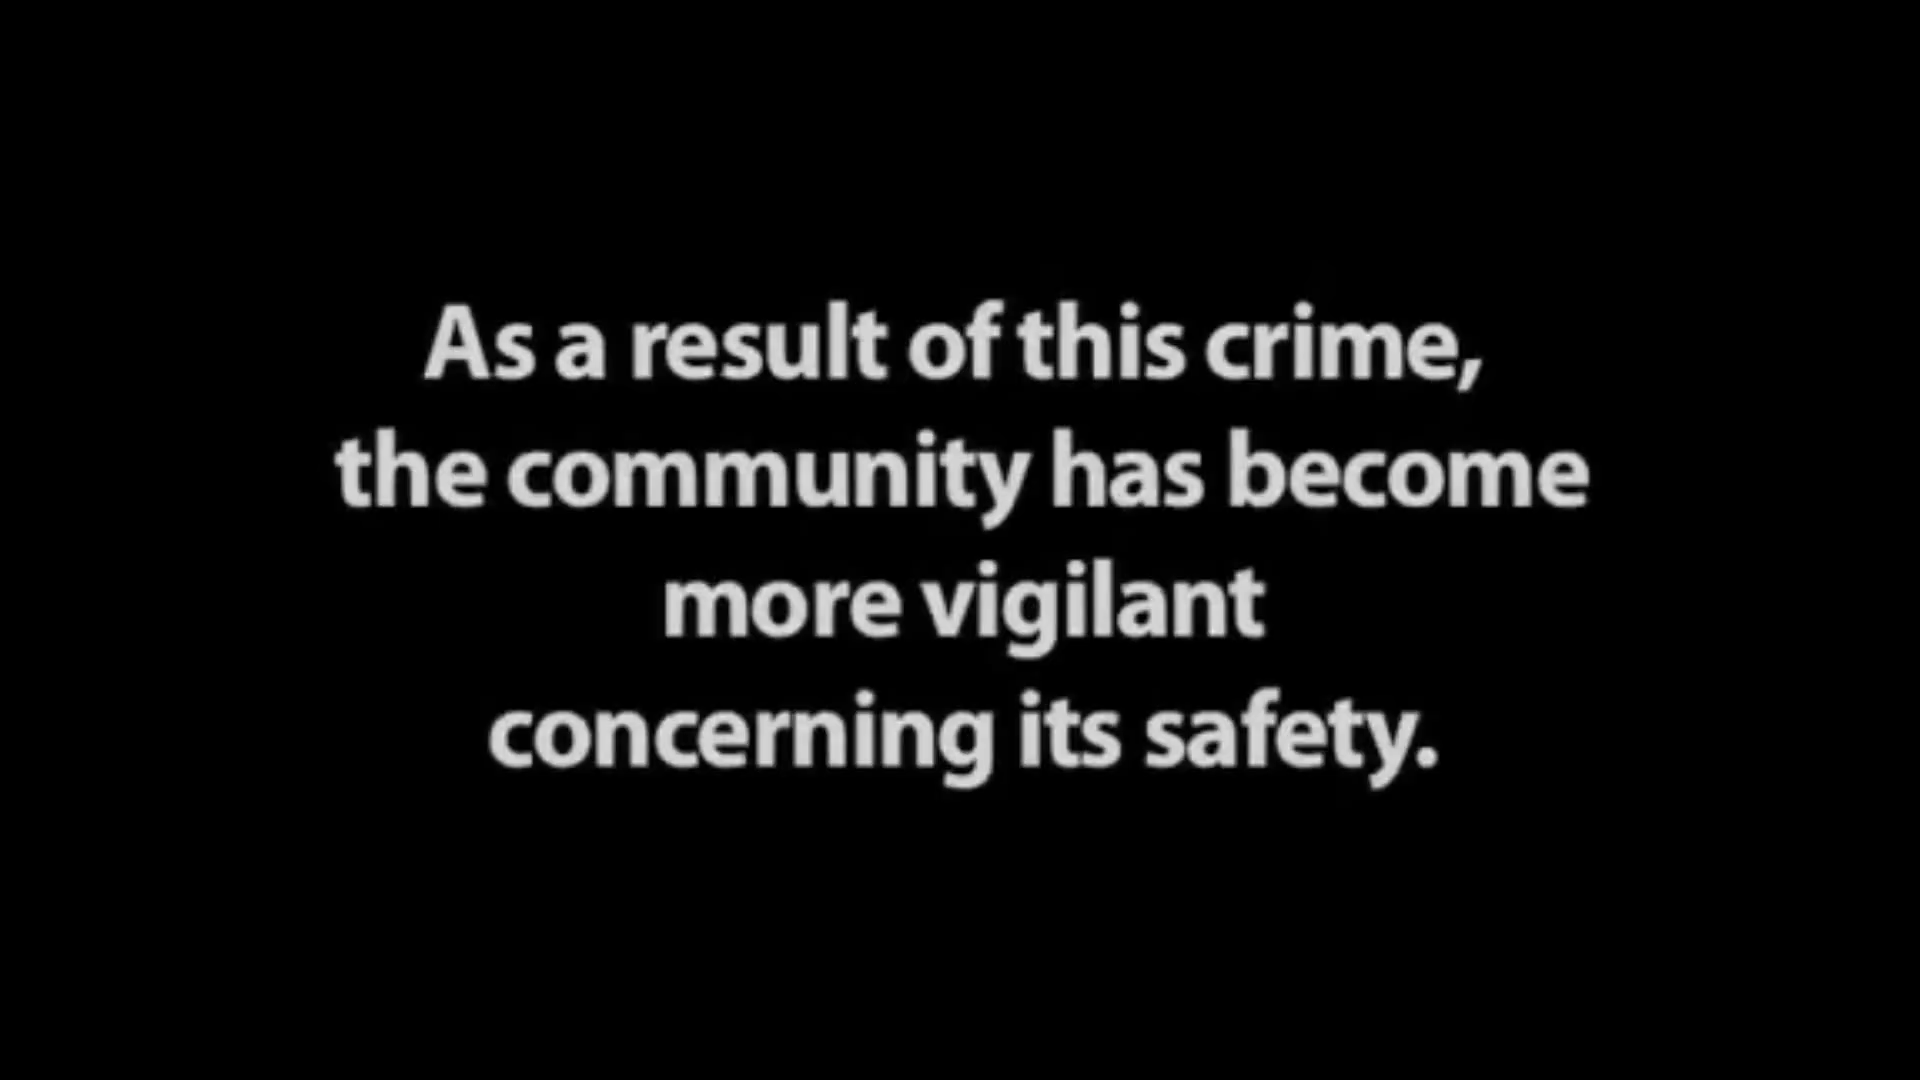 As a result of this crime,
the community has become
more vigilant
concerning its safety.